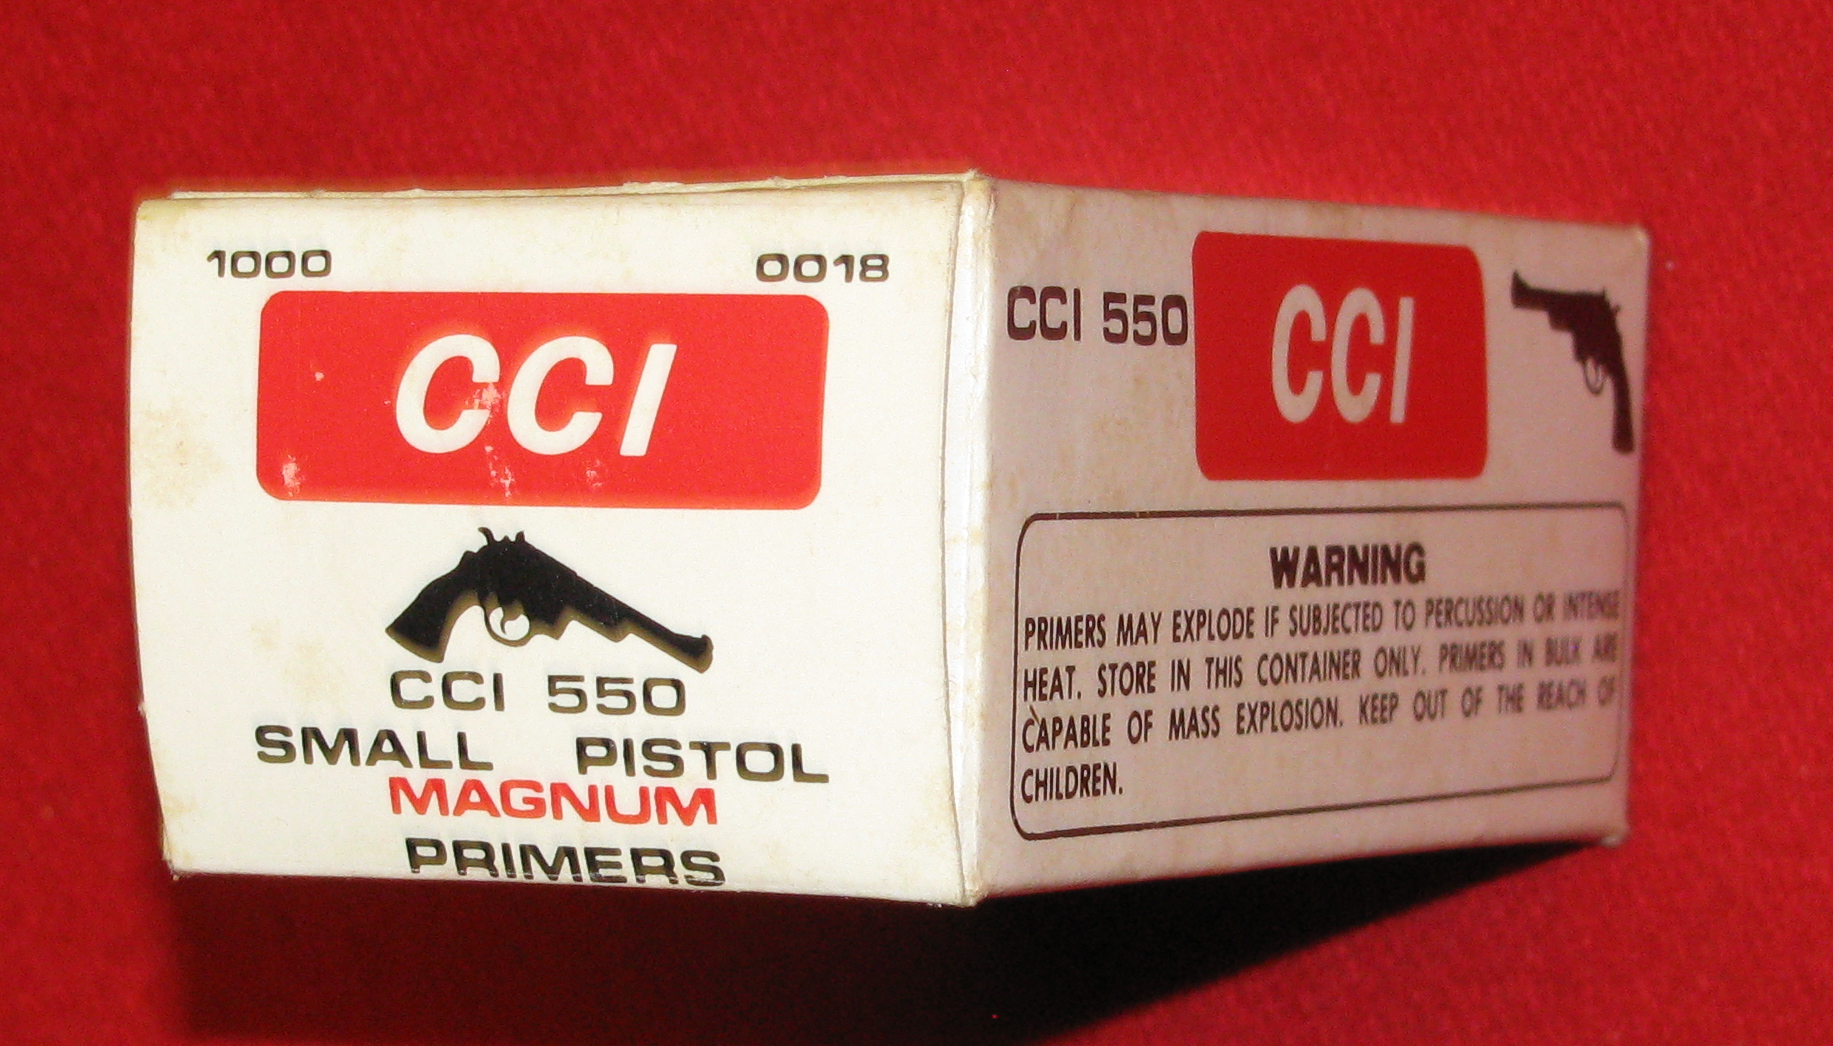 1000 0018
CCI
CCI 550
SMALL PISTOL
MAGNUM
PRIMERS
CCI 550 CCI
WARNING
PRIMERS MAY EXPLODE IF SUBJECTED TO PERCUSSION OR INTENSE
HEAT. STORE IN THIS CONTAINER ONLY. PRIMERS IN BULK ARE
CAPABLE OF MASS EXPLOSION. KEEP OUT OF THE REACH OF
CHILDREN.